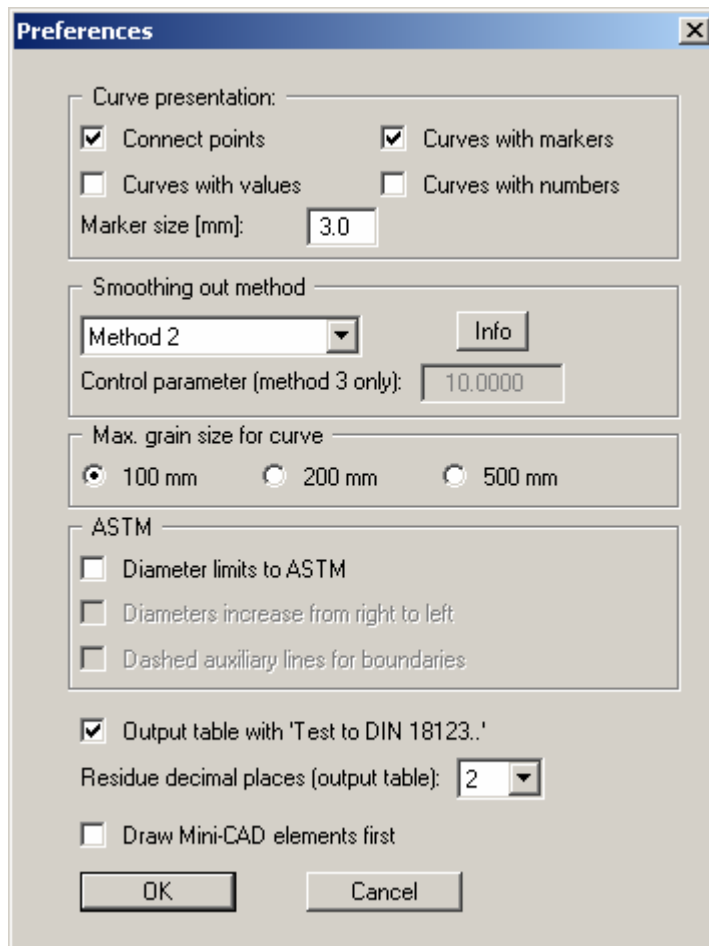 Preferences
Curve presentation:
Connect points Curves with markers
Curves with values Curves with numbers
Marker size [mm]: 3.0
Smoothing out method
Method 2 Info
Control parameter (method 3 only): 10.0000
Max. grain size for curve
100 mm 200 mm 500 mm
ASTM
Diameter limits to ASTM
Diameters increase from right to left
Dashed auxiliary lines for boundaries
Output table with 'Test to DIN 18123..'
Residue decimal places (output table): 2
Draw Mini-CAD elements first
OK Cancel